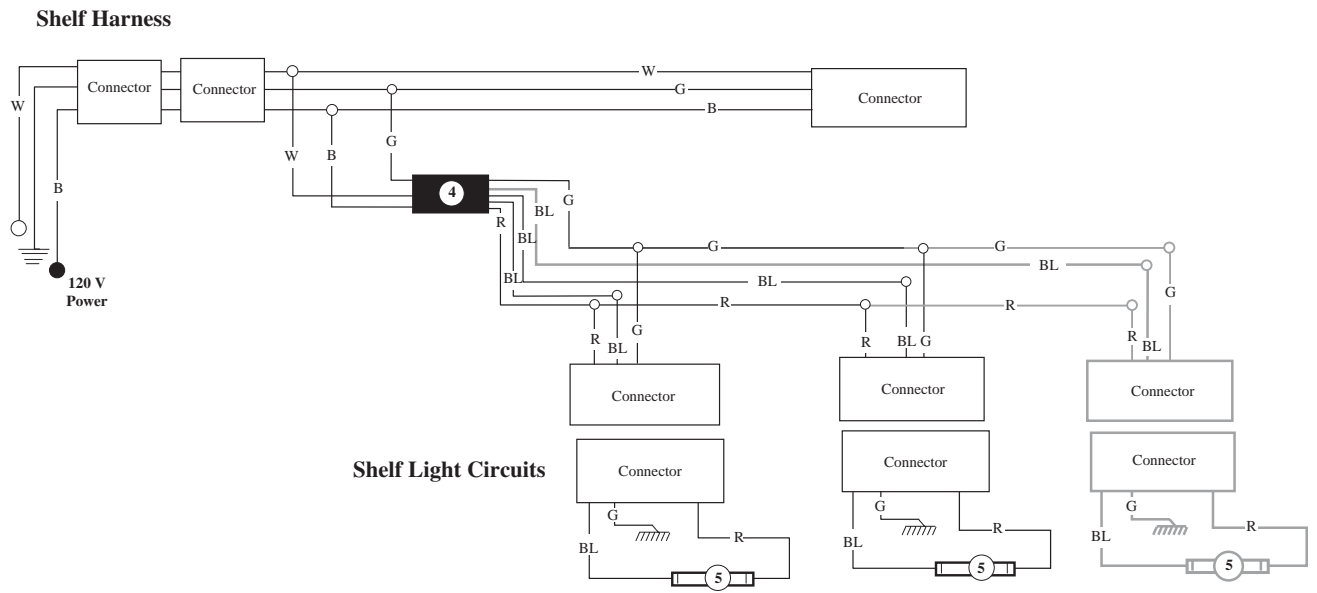 Shelf Harness
Connector
Connector
W
G
B
Connector
W
B
W
B
G
4
120 V
Power
G
BL
R
BL
BL
G
G
BL
BL
R
R
G
R
BL
G
R
BL
G
R
BL
Connector
Connector
Connector
Shelf Light Circuits
Connector
Connector
Connector
G
BL
R
5
G
BL
R
5
G
BL
R
5